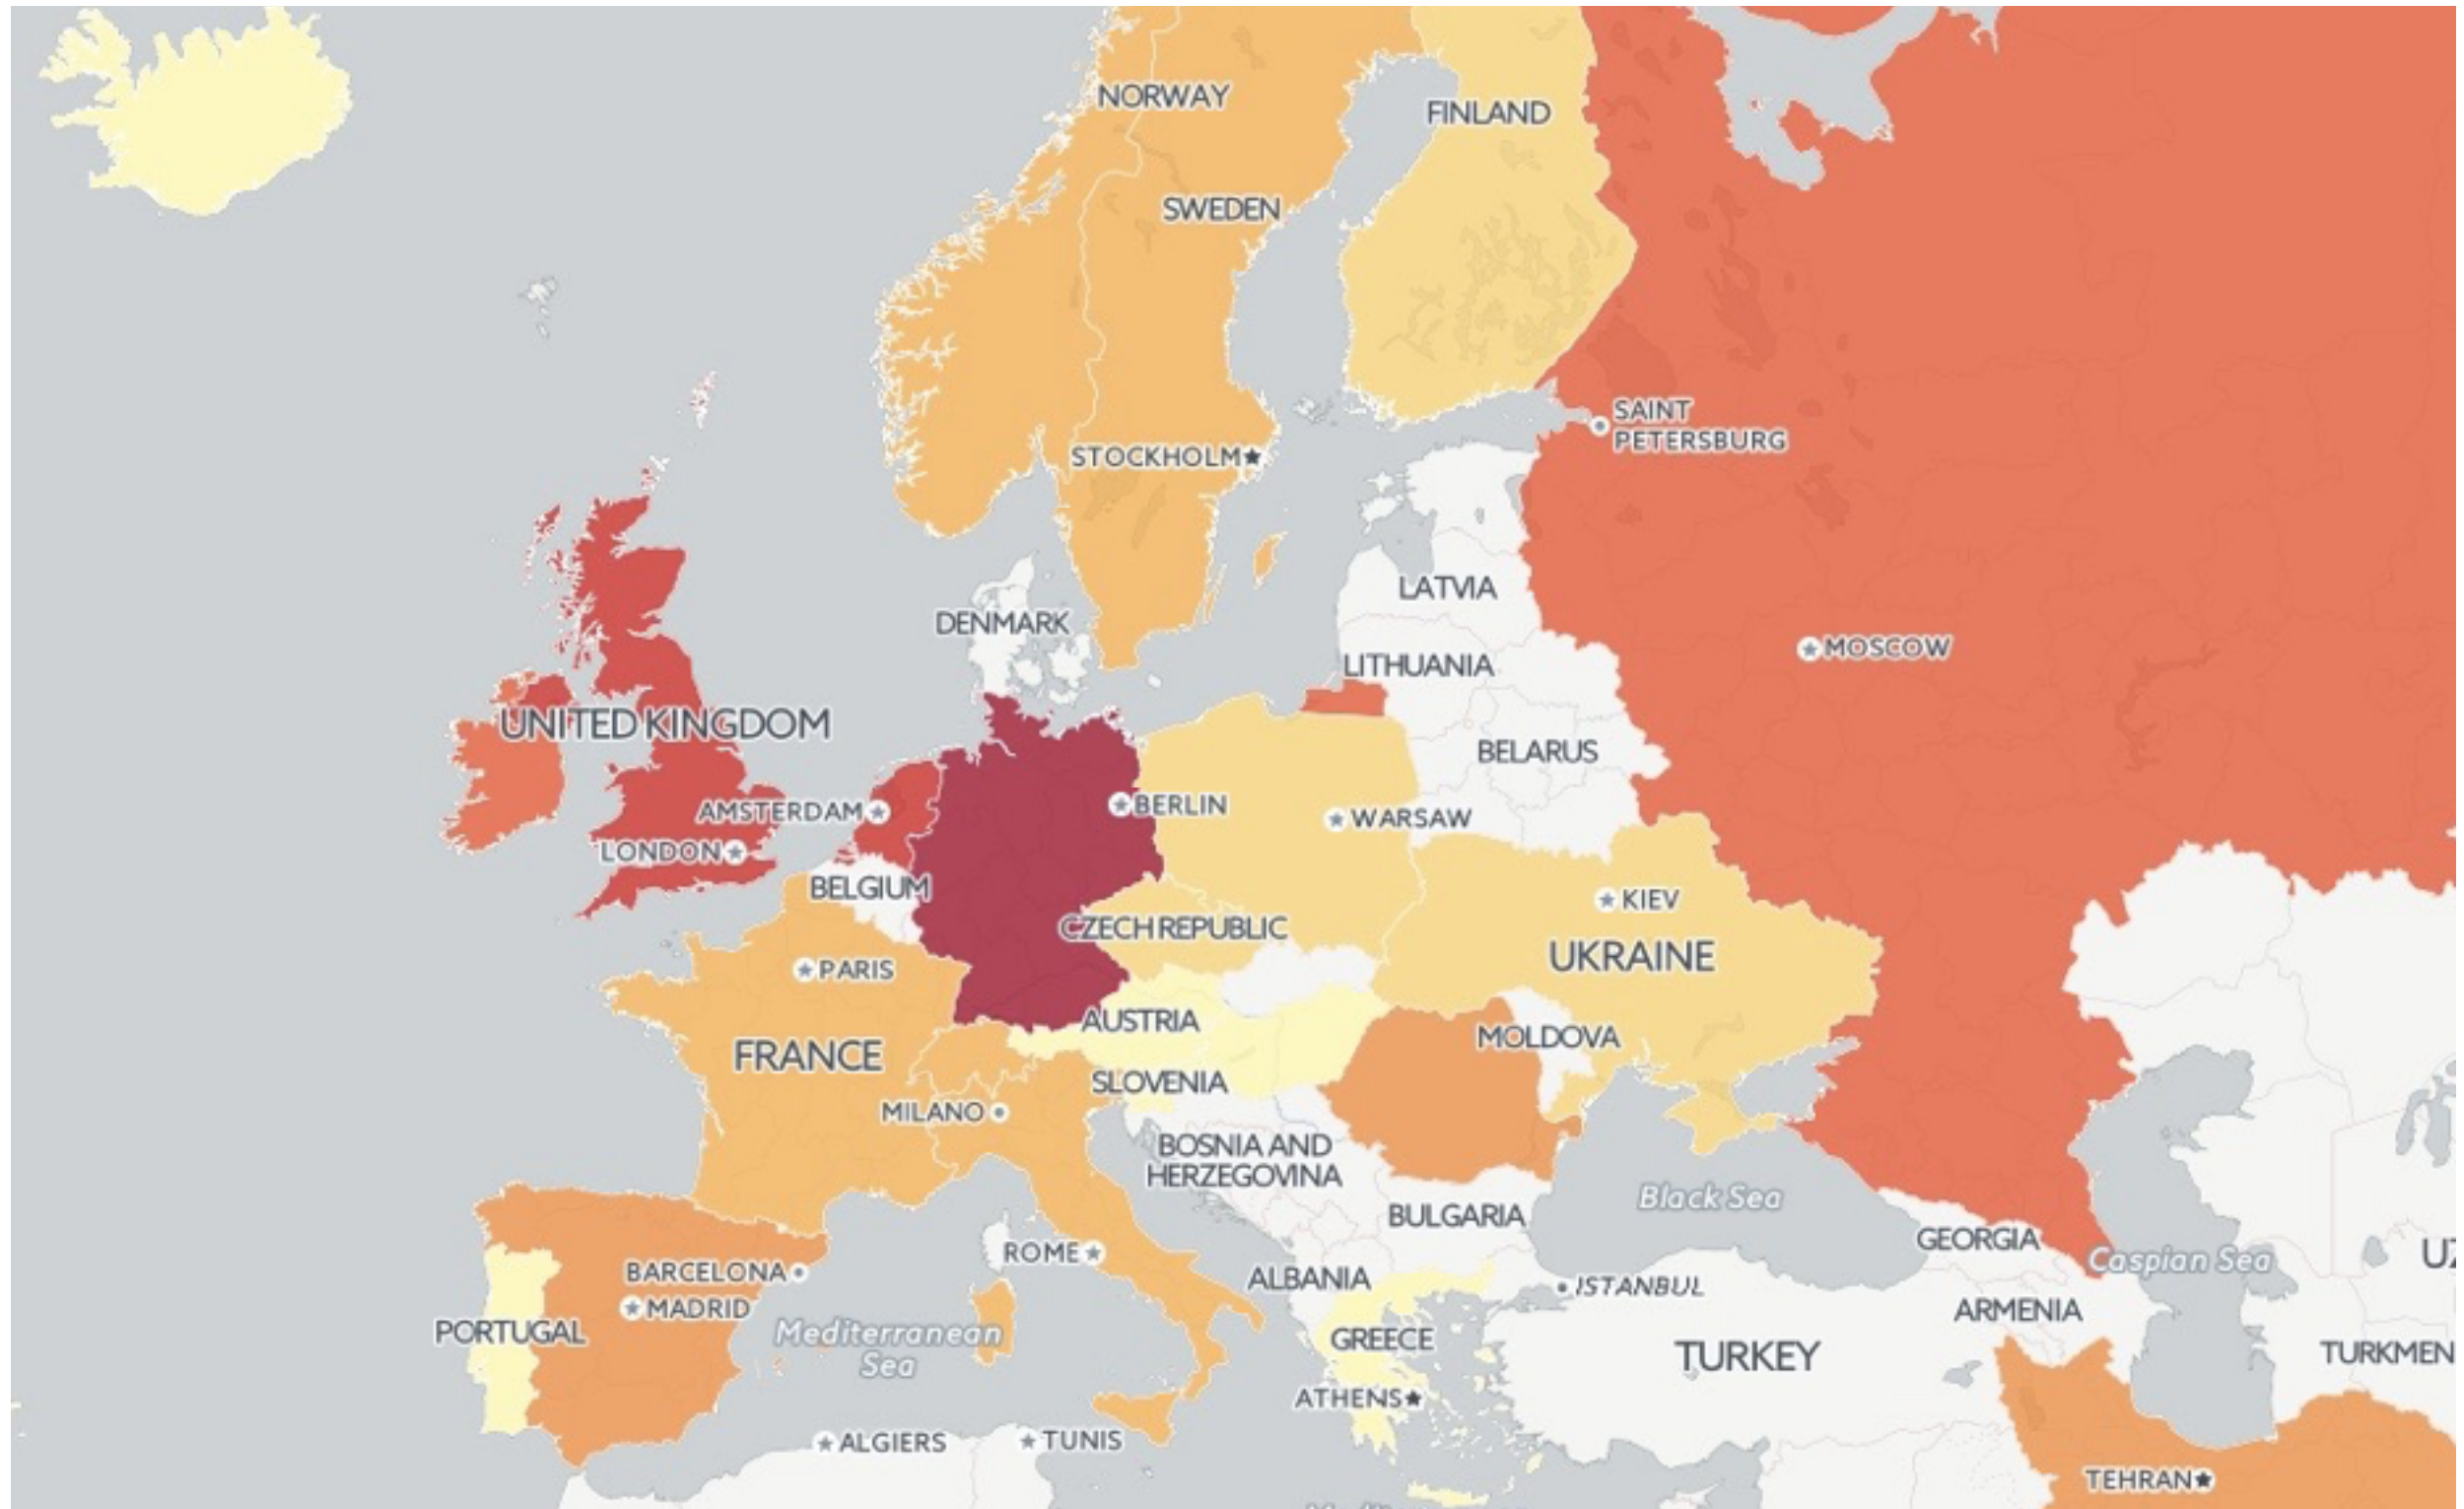 NORWAY
FINLAND
SWEDEN
SAINT
PETERSBURG
STOCKHOLM
LATVIA
DENMARK
MOSCOW
LITHUANIA
UNITED KINGDOM
BELARUS
AMSTERDAM
BERLIN
WARSAW
LONDON
BELGIUM
KIEV
CZECH REPUBLIC
UKRAINE
PARIS
AUSTRIA
MOLDOVA
FRANCE
SLOVENIA
MILANO
BOSNIA AND
HERZEGOVINA
Black Sea
BULGARIA
GEORGIA
ROME
UZ
Caspian Sea
BARCELONA
ALBANIA
ISTANBUL
MADRID
ARMENIA
PORTUGAL
Mediterranean
Sea
GREECE
TURKEY
TURKMEN
ATHENS
ALGIERS
TUNIS
TEHRAN